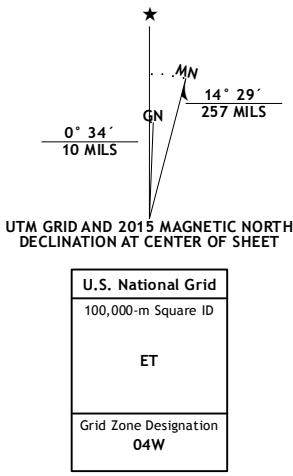 ★
MN
GN
14° 29´
257 MILS
0° 34´
10 MILS
UTM GRID AND 2015 MAGNETIC NORTH
DECLINATION AT CENTER OF SHEET
U.S. National Grid
100,000-m Square ID
ET
Grid Zone Designation
04W